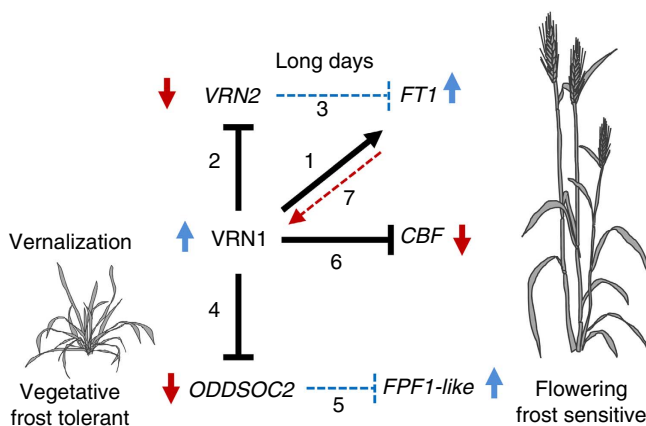 Long days
VRN2
3
FT1
2
1
7
Vernalization
VRN1
CBF
6
4
Vegetative
frost tolerant
ODDSOC2
5
FPF1-like
Flowering
frost sensitive